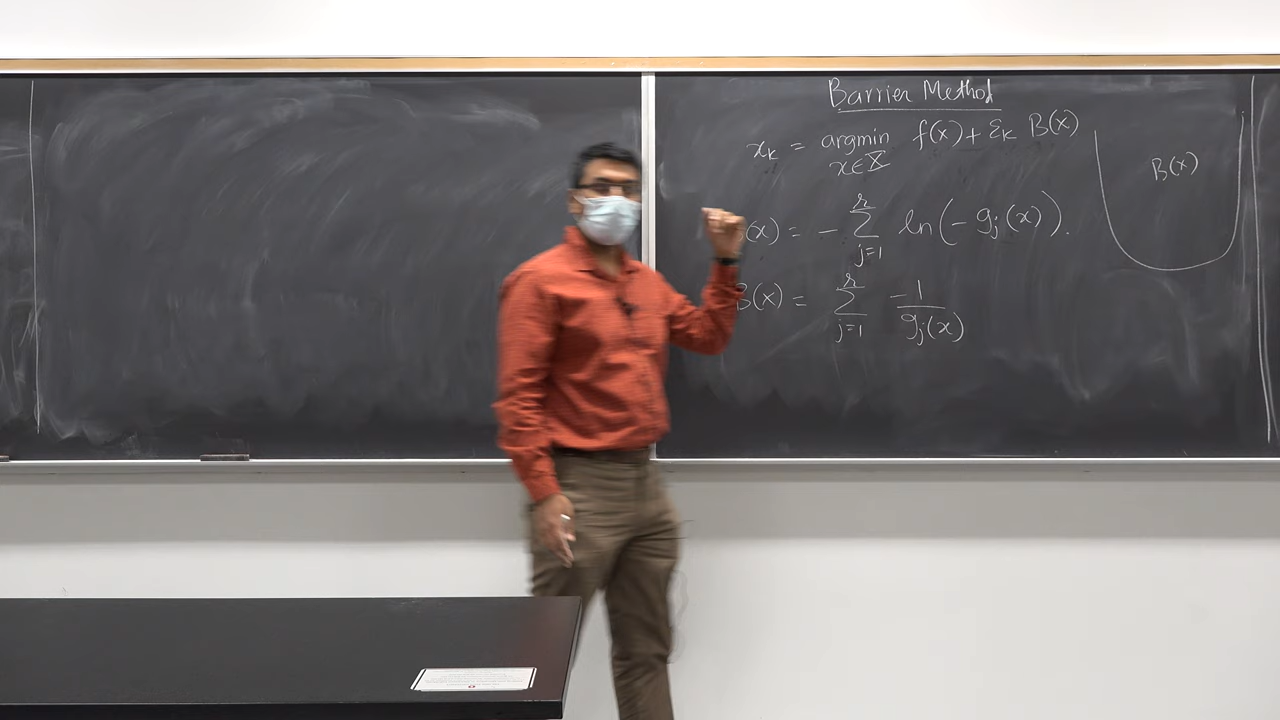 Barrier Method
x_k = argmin f(x) + ε_k B(x)
x∈X
(x) = - Σ_{j=1}^{r} ln(-g_j(x)).
B(x) = Σ_{j=1}^{r} -1/g_j(x)
B(x)